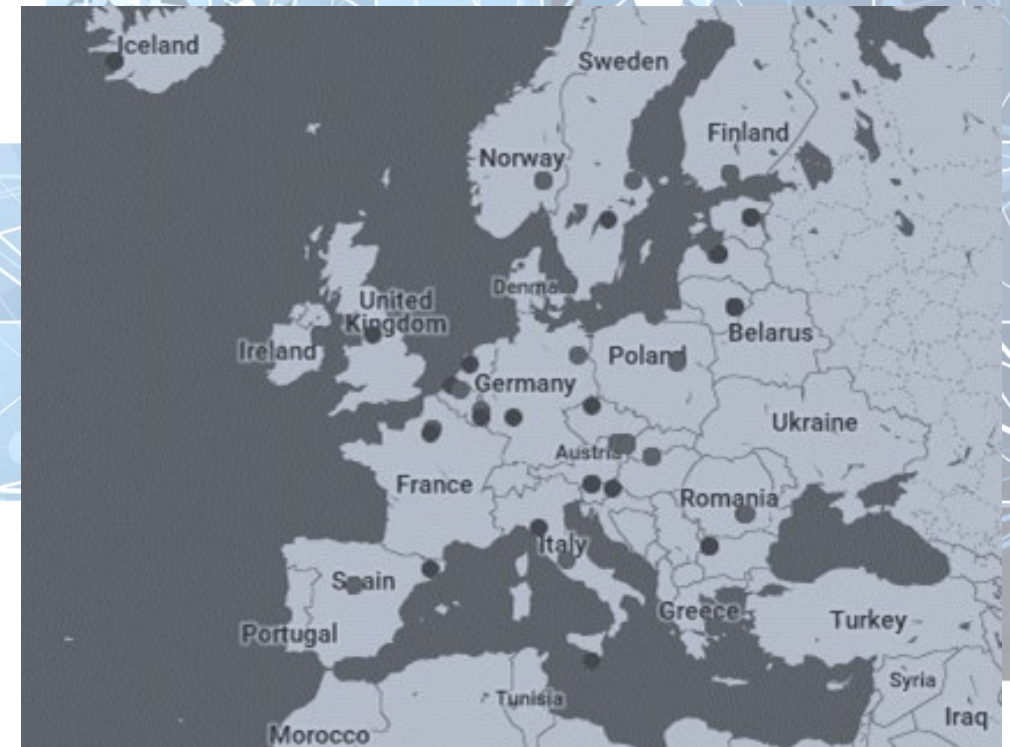 Iceland
Sweden
Finland
Norway
Denma
United
Kingdom
Ireland
Belarus
Poland
Germany
Ukraine
Austria
France
Romania
Italy
Spain
Greece
Turkey
Portugal
Syria
Tunisia
Iraq
Morocco